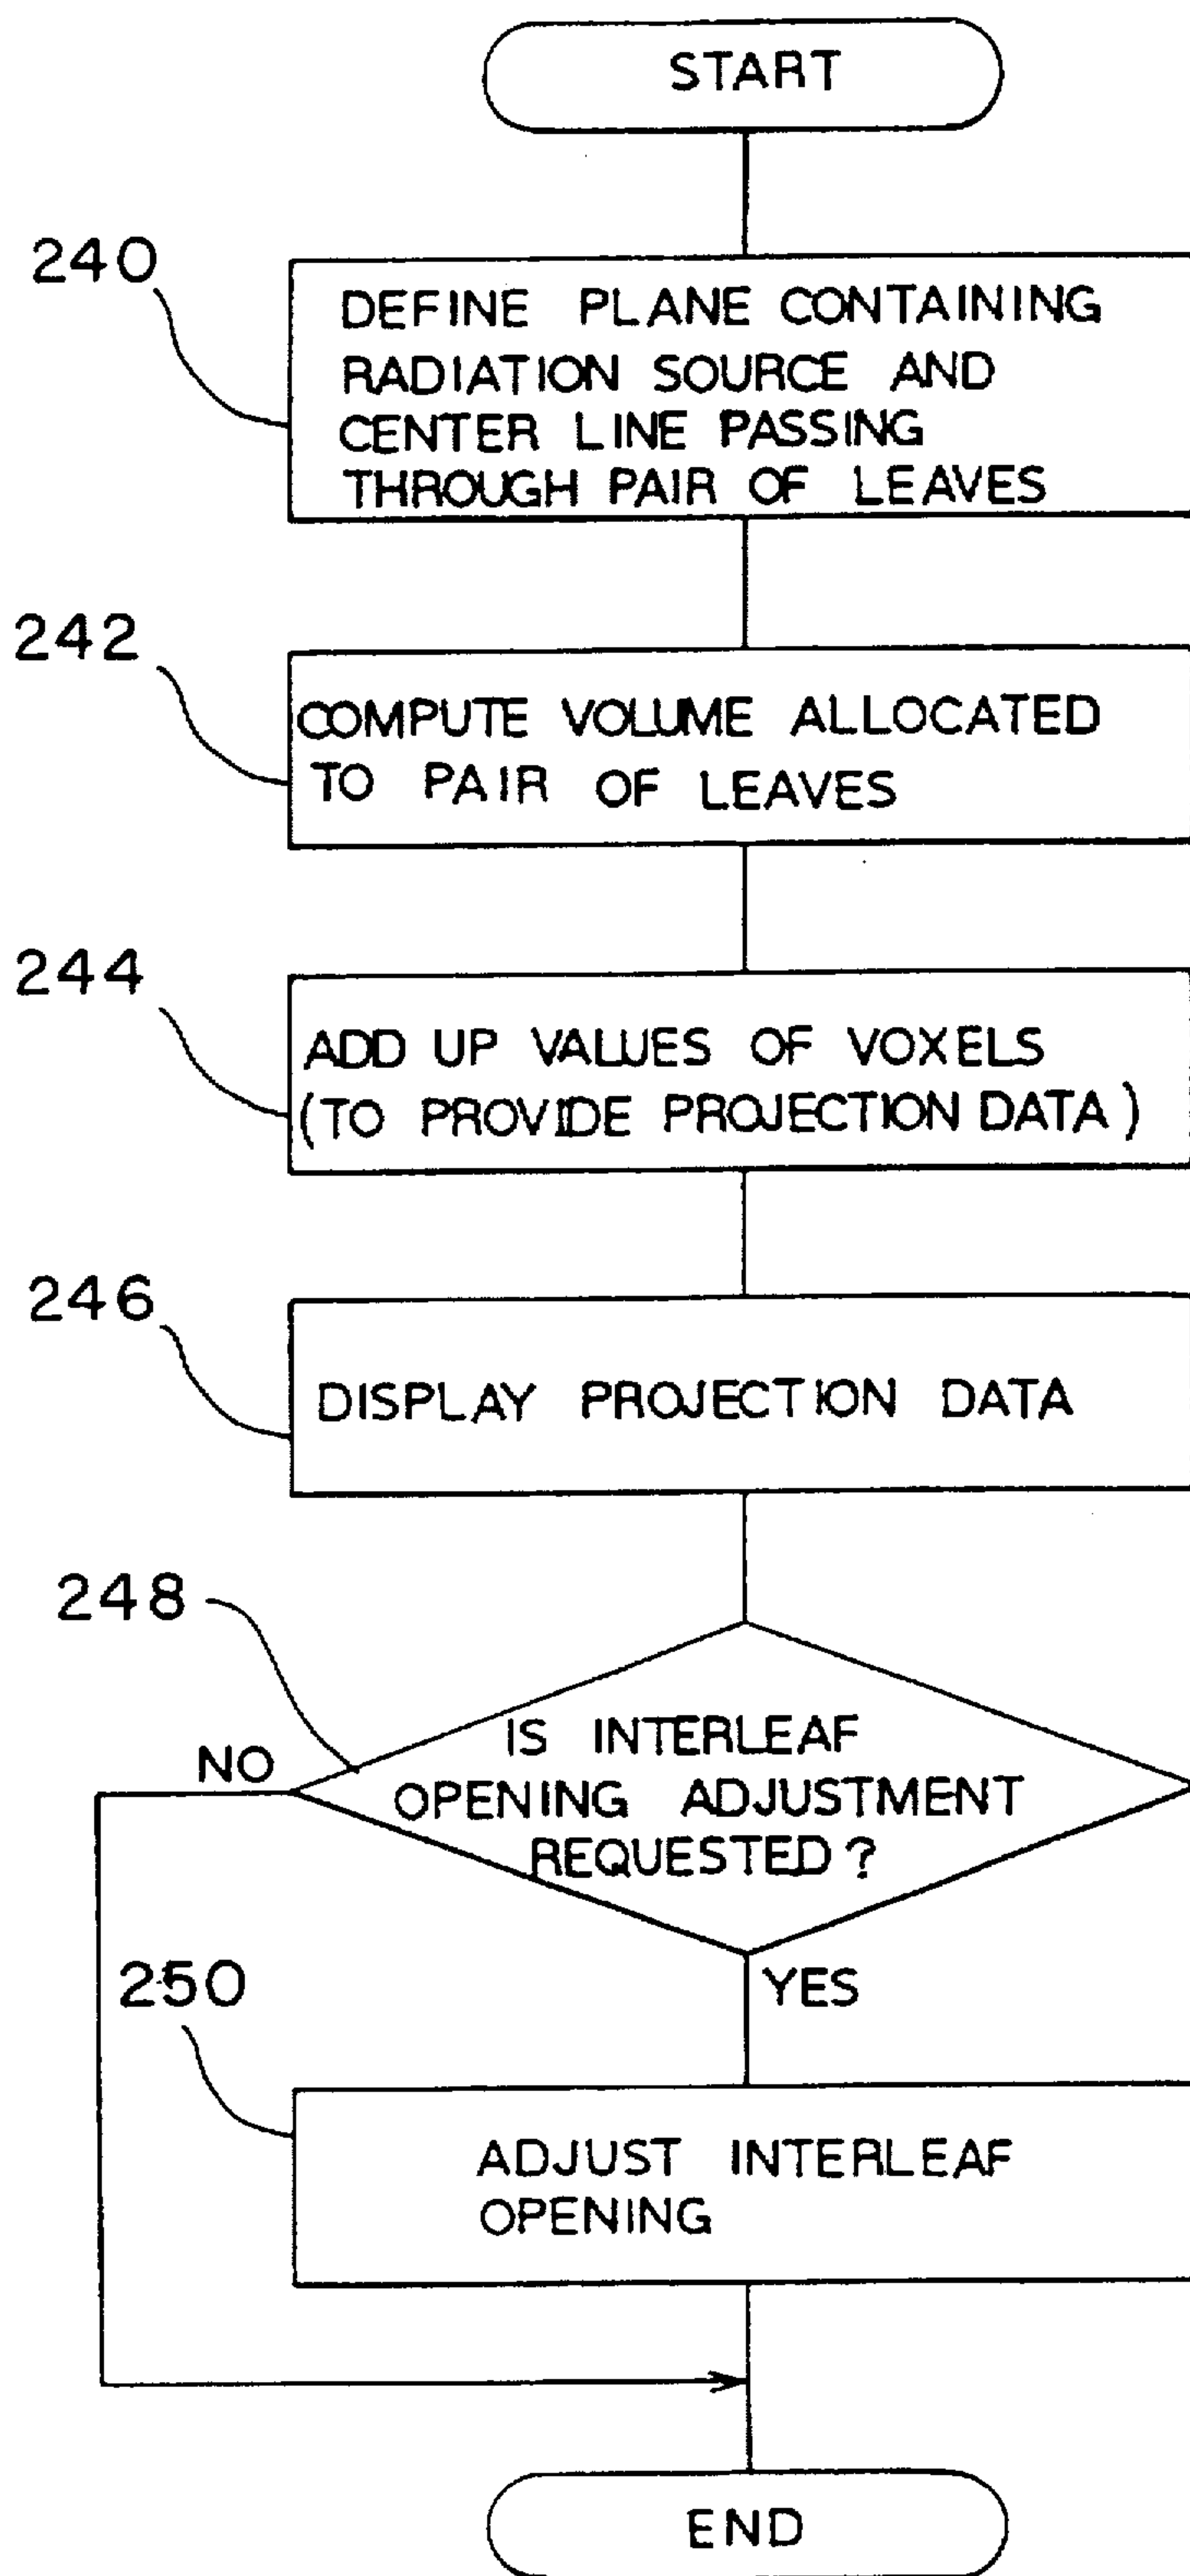 START
240
DEFINE PLANE CONTAINING
RADIATION SOURCE AND
CENTER LINE PASSING
THROUGH PAIR OF LEAVES
242
COMPUTE VOLUME ALLOCATED
TO PAIR OF LEAVES
244
ADD UP VALUES OF VOXELS
(TO PROVIDE PROJECTION DATA)
246
DISPLAY PROJECTION DATA
248
NO
IS INTERLEAF
OPENING ADJUSTMENT
REQUESTED?
YES
250
ADJUST INTERLEAF
OPENING
END